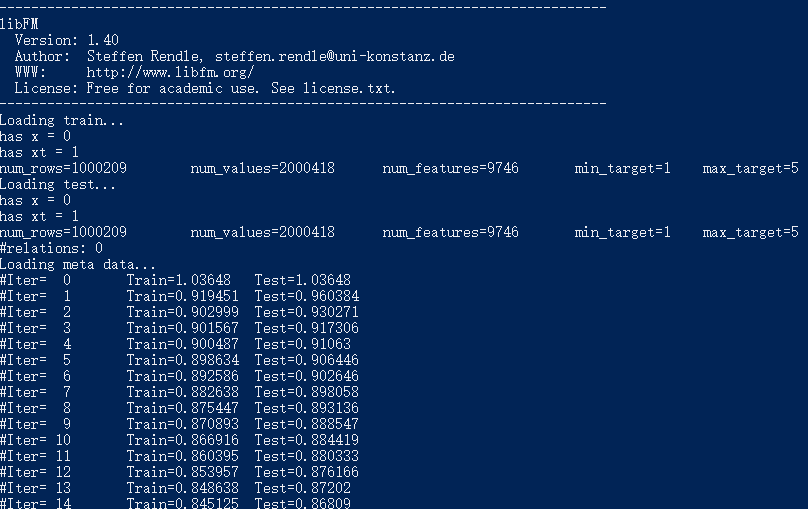 --------------------------------------------------------------------------
libFM
  Version: 1.40
  Author:  Steffen Rendle, steffen.rendle@uni-konstanz.de
  WWW:     http://www.libfm.org/
  License: Free for academic use. See license.txt.
--------------------------------------------------------------------------
Loading train...
has x = 0
has xt = 1
num_rows=1000209        num_values=2000418      num_features=9746       min_target=1    max_target=5
Loading test...
has x = 0
has xt = 1
num_rows=1000209        num_values=2000418      num_features=9746       min_target=1    max_target=5
#relations: 0
Loading meta data...
#Iter=  0       Train=1.03648   Test=1.03648
#Iter=  1       Train=0.919451  Test=0.960384
#Iter=  2       Train=0.902999  Test=0.930271
#Iter=  3       Train=0.901567  Test=0.917306
#Iter=  4       Train=0.900487  Test=0.91063
#Iter=  5       Train=0.898634  Test=0.906446
#Iter=  6       Train=0.892586  Test=0.902646
#Iter=  7       Train=0.882638  Test=0.898058
#Iter=  8       Train=0.875447  Test=0.893136
#Iter=  9       Train=0.870893  Test=0.888547
#Iter= 10       Train=0.866916  Test=0.884419
#Iter= 11       Train=0.860395  Test=0.880333
#Iter= 12       Train=0.853957  Test=0.876166
#Iter= 13       Train=0.848638  Test=0.87202
#Iter= 14       Train=0.845125  Test=0.86809